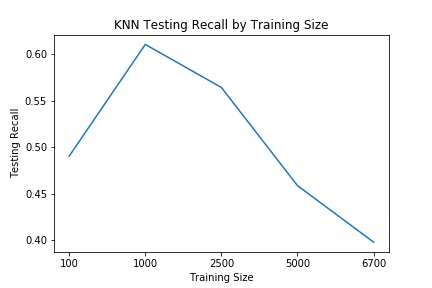 KNN Testing Recall by Training Size
0.60
0.55
0.50
0.45
0.40
Testing Recall
100 1000 2500 5000 6700
Training Size